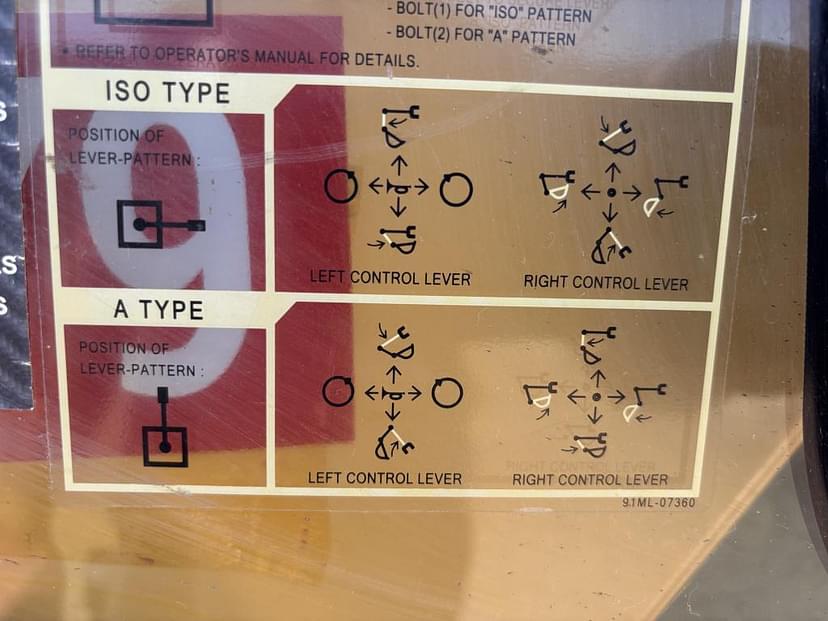 - BOLT(1) FOR "ISO" PATTERN
- BOLT(2) FOR "A" PATTERN
• REFER TO OPERATOR'S MANUAL FOR DETAILS.
ISO TYPE
POSITION OF
LEVER-PATTERN :
LEFT CONTROL LEVER
RIGHT CONTROL LEVER
A TYPE
POSITION OF
LEVER-PATTERN :
LEFT CONTROL LEVER
RIGHT CONTROL LEVER
91ML-07360
9